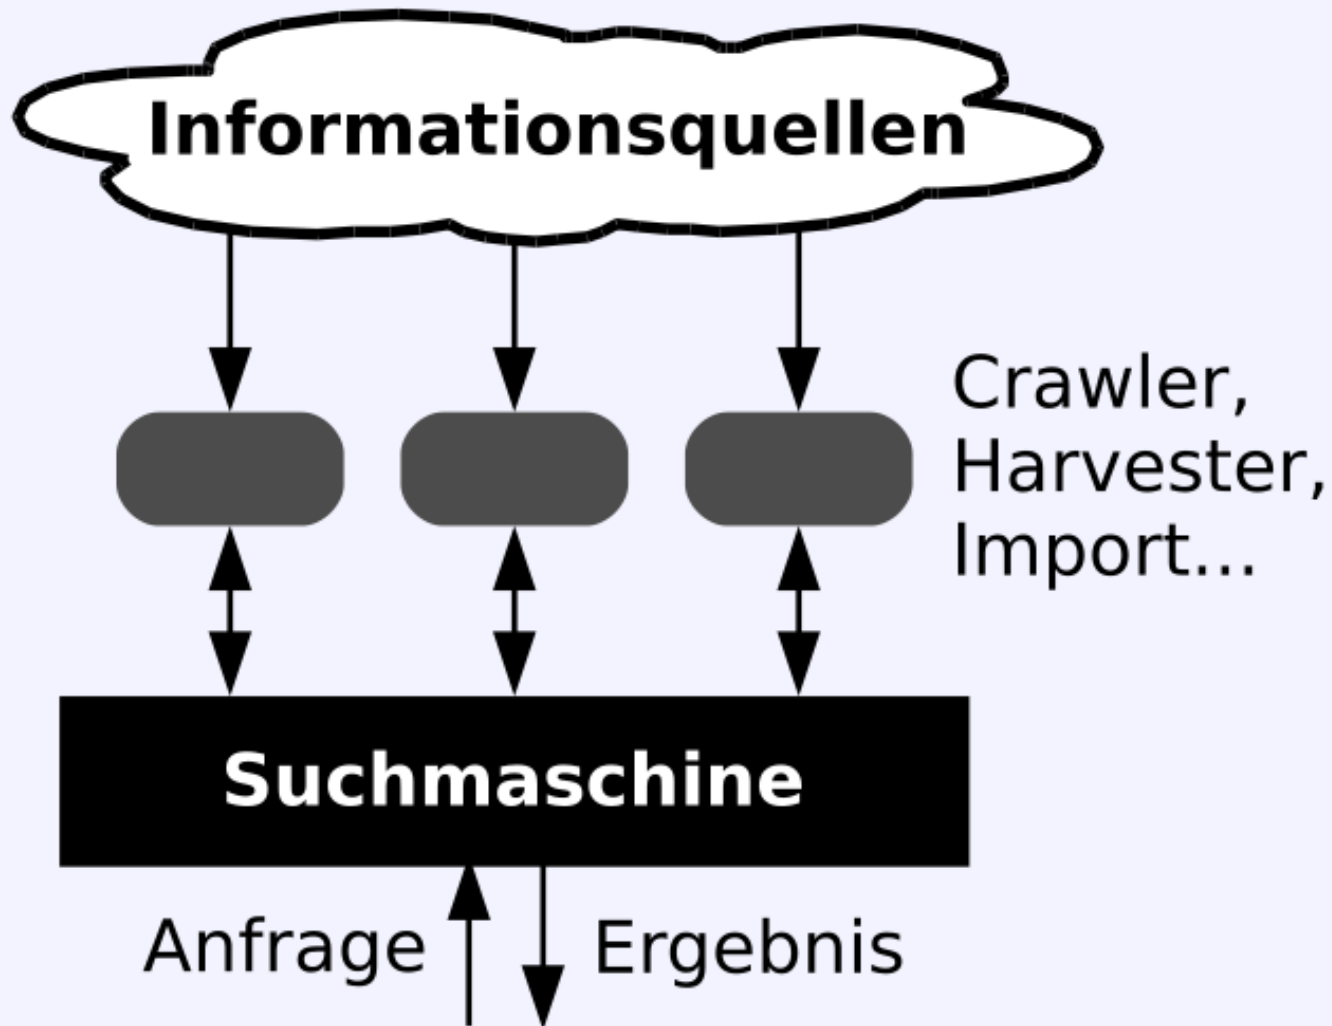 Informationsquellen
Crawler,
Harvester,
Import...
Suchmaschine
Anfrage
Ergebnis